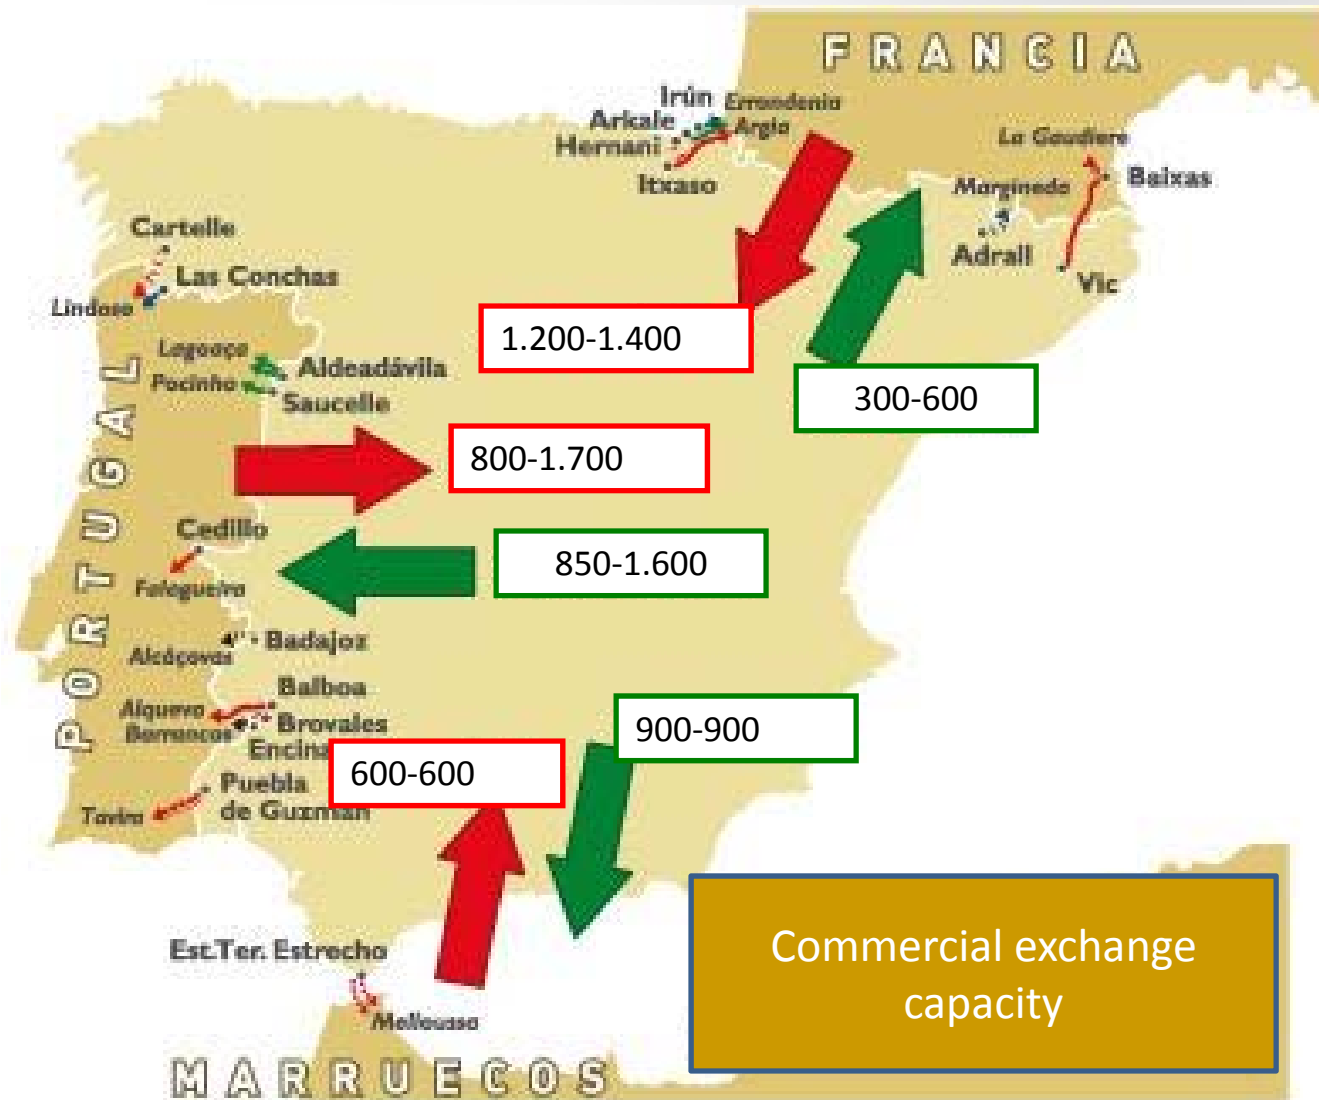 FRANCIA
Irún
Errondenia
Arkale
Argia
Hernani
Itxaso
La Gaudiere
Baixas
Margineda
Adrall
Vic
Cartelle
Las Conchas
Lindoso
1.200-1.400
300-600
Lagoaça
Aldeadávila
Pocinho
Saucelle
PORTUGAL
800-1.700
Cedillo
850-1.600
Falagueira
Badajoz
Alcáçovas
Balboa
Alqueva
Brovales
Barrancos
900-900
600-600
Puebla
de Guzmán
Tavira
Est.Ter. Estrecho
Commercial exchange
capacity
Mellousso
MARRUECOS